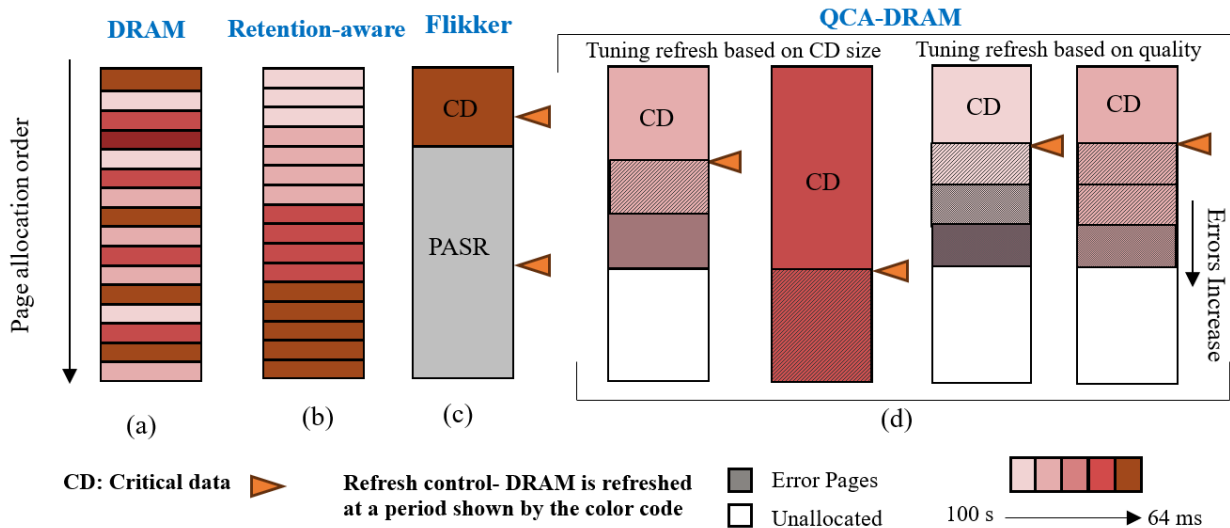 QCA-DRAM
DRAM
Retention-aware
Flikker
Tuning refresh based on CD size
Tuning refresh based on quality
Page allocation order
CD
PASR
CD
CD
CD
CD
Errors Increase
(a)
(b)
(c)
(d)
CD: Critical data
Refresh control- DRAM is refreshed
at a period shown by the color code
Error Pages
Unallocated
100 s
64 ms